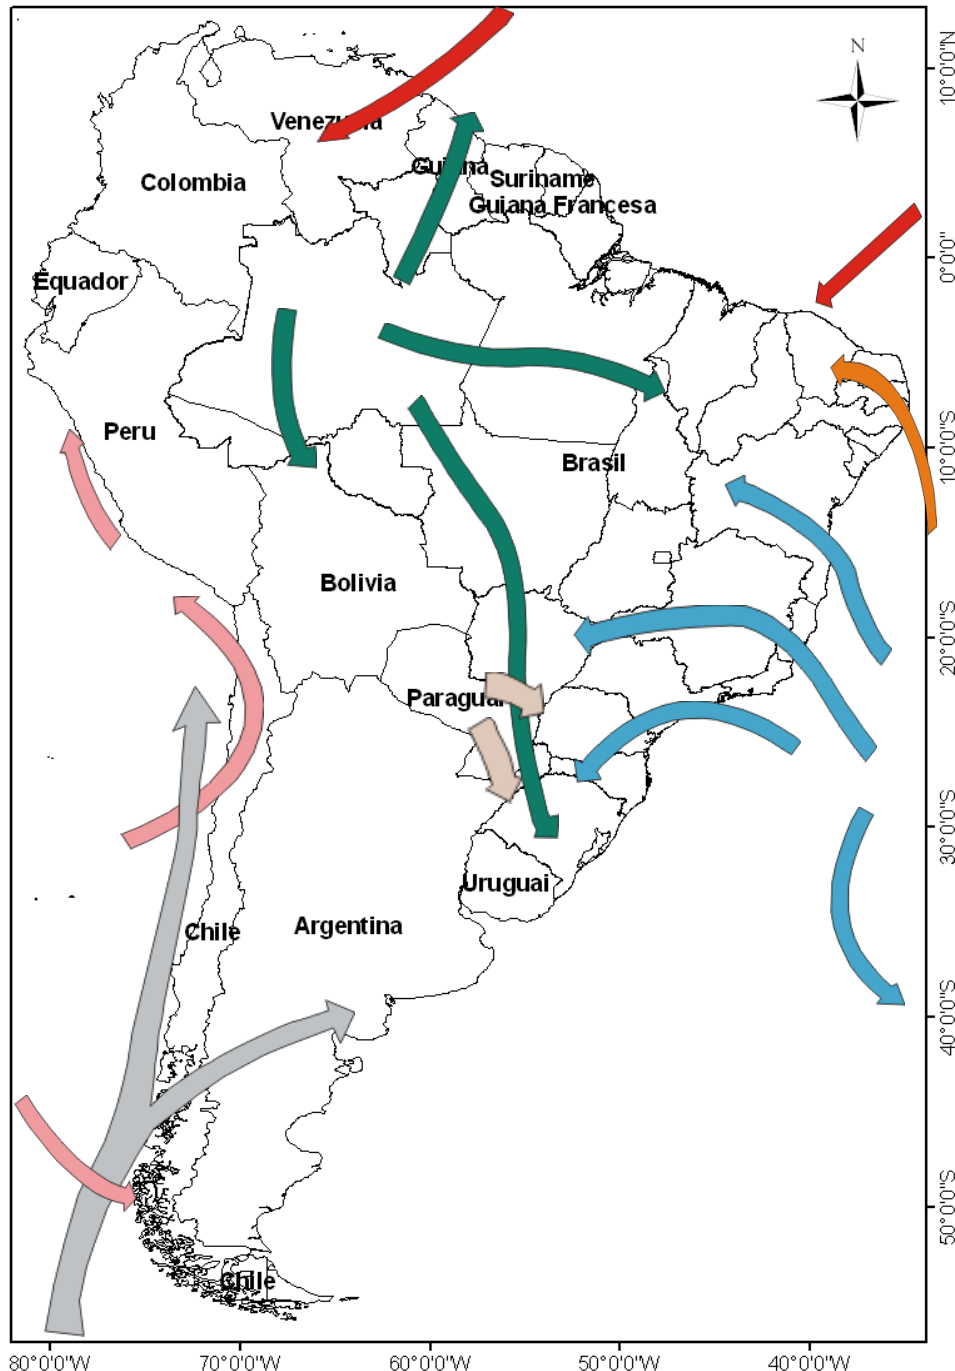 N
10°0'0"N
Venezuela
Guiana
Colombia
Suriname
Guiana Francesa
0°0'0"
Équador
Peru
10°0'0"S
Brasil
Bolivia
20°0'0"S
Paraguai
30°0'0"S
Uruguai
Chile
Argentina
40°0'0"S
50°0'0"S
Chile
80°0'0"W
70°0'0"W
60°0'0"W
50°0'0"W
40°0'0"W